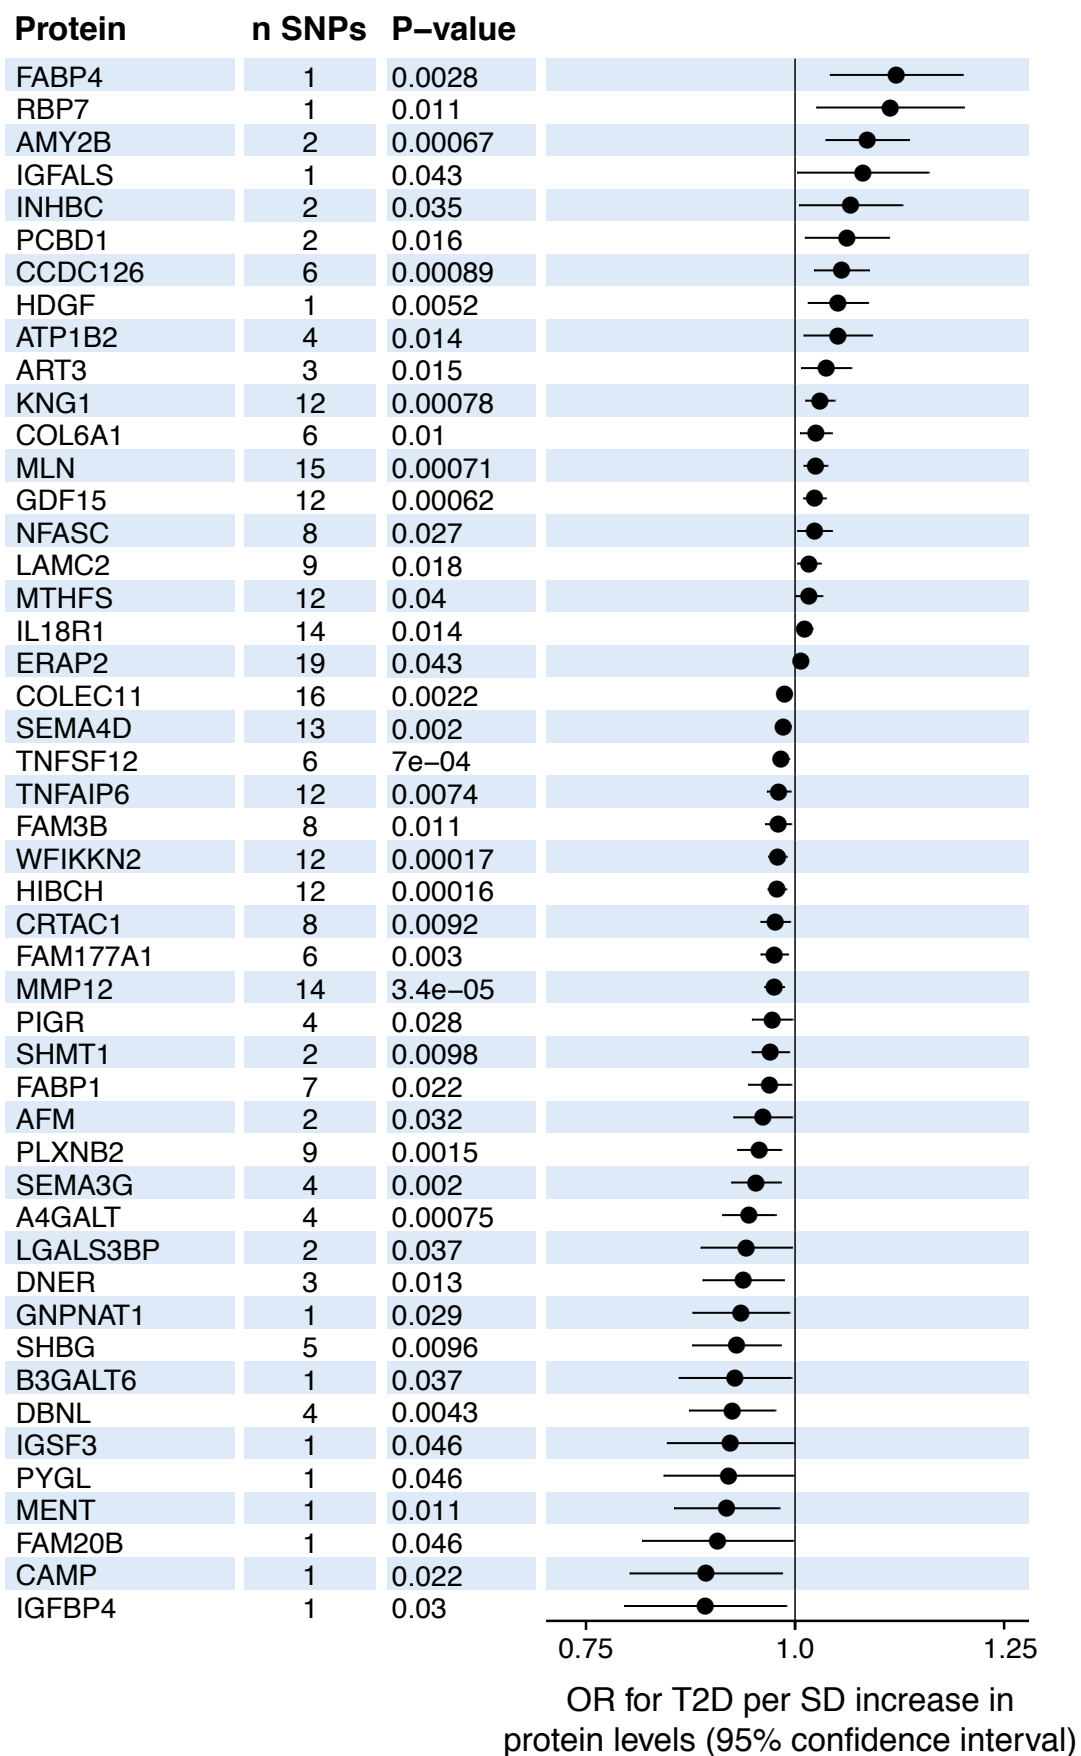 Protein n SNPs P−value
FABP4 1 0.0028
RBP7 1 0.011
AMY2B 2 0.00067
IGFALS 1 0.043
INHBC 2 0.035
PCBD1 2 0.016
CCDC126 6 0.00089
HDGF 1 0.0052
ATP1B2 4 0.014
ART3 3 0.015
KNG1 12 0.00078
COL6A1 6 0.01
MLN 15 0.00071
GDF15 12 0.00062
NFASC 8 0.027
LAMC2 9 0.018
MTHFS 12 0.04
IL18R1 14 0.014
ERAP2 19 0.043
COLEC11 16 0.0022
SEMA4D 13 0.002
TNFSF12 6 7e−04
TNFAIP6 12 0.0074
FAM3B 8 0.011
WFIKKN2 12 0.00017
HIBCH 12 0.00016
CRTAC1 8 0.0092
FAM177A1 6 0.003
MMP12 14 3.4e−05
PIGR 4 0.028
SHMT1 2 0.0098
FABP1 7 0.022
AFM 2 0.032
PLXNB2 9 0.0015
SEMA3G 4 0.002
A4GALT 4 0.00075
LGALS3BP 2 0.037
DNER 3 0.013
GNPNAT1 1 0.029
SHBG 5 0.0096
B3GALT6 1 0.037
DBNL 4 0.0043
IGSF3 1 0.046
PYGL 1 0.046
MENT 1 0.011
FAM20B 1 0.046
CAMP 1 0.022
IGFBP4 1 0.03
0.75 1.0 1.25
OR for T2D per SD increase in
protein levels (95% confidence interval)